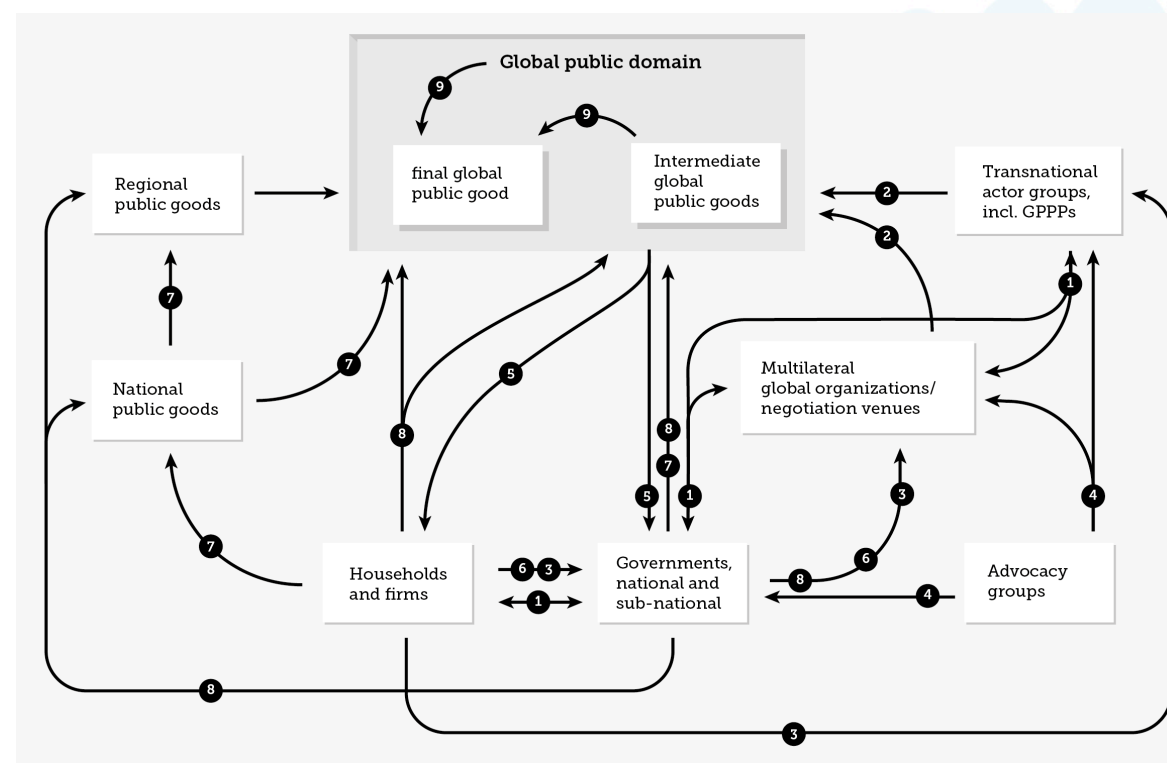 Global public domain
9
9
Regional
public goods
final global
public good
Intermediate
global
public goods
Transnational
actor groups,
incl. GPPPs
2
2
7
1
7
5
National
public goods
Multilateral
global organizations/
negotiation venues
8
8
7
5
1
3
4
7
6 3
1
Households
and firms
Governments,
national and
sub-national
6
8
4
Advocacy
groups
8
3